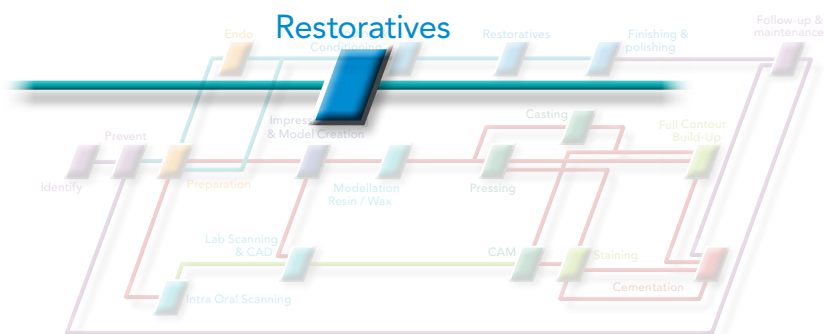 Restoratives
Follow-up &
maintenance
Endo
Conditioning
Restoratives
Finishing &
polishing
Casting
Full Contour
Build-Up
Impres
& Model Creation
Prevent
Identify
Preparation
Modellation
Resin / Wax
Pressing
Lab Scanning
& CAD
CAM
Staining
Cementation
Intra Oral Scanning